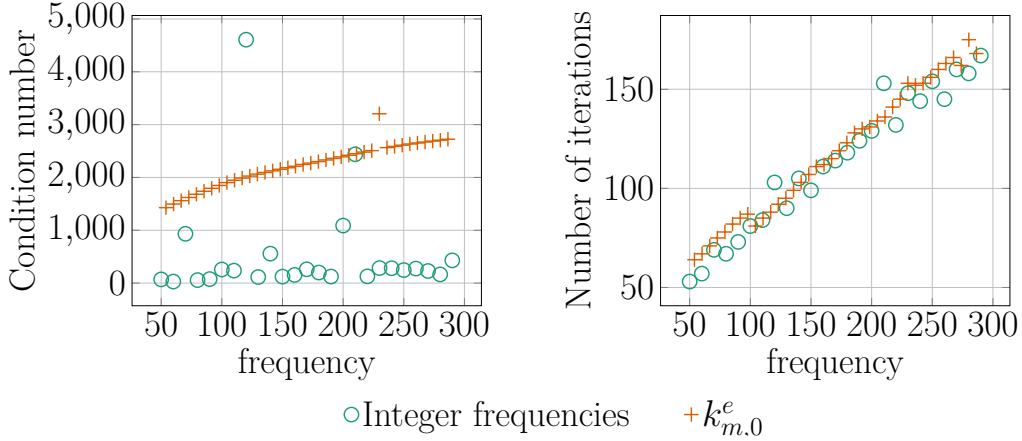 5,000
4,000
3,000
2,000
1,000
0
Condition number
50 100 150 200 250 300
frequency
150
100
50
Number of iterations
50 100 150 200 250 300
frequency
Integer frequencies
k^e_{m,0}